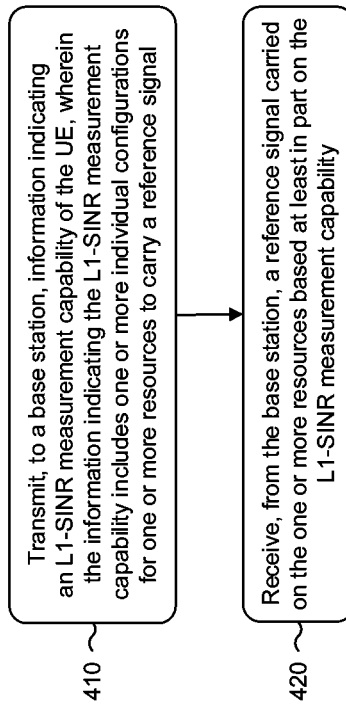 410
Transmit, to a base station, information indicating
an L1-SINR measurement capability of the UE, wherein
the information indicating the L1-SINR measurement
capability includes one or more individual configurations
for one or more resources to carry a reference signal
420
Receive, from the base station, a reference signal carried
on the one or more resources based at least in part on the
L1-SINR measurement capability